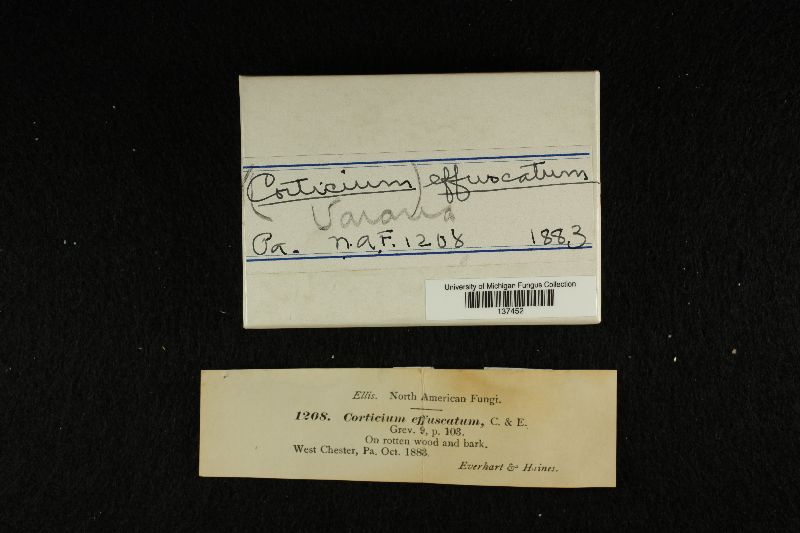 (Corticium) effuscatum
Vararia
Pa. N.A.F. 1208 1883
University of Michigan Fungus Collection
137452
Ellis. North American Fungi.
1208. Corticium effuscatum, C. & E.
Grev. 9, p. 103.
On rotten wood and bark.
West Chester, Pa. Oct. 1883.
Everhart & Haines.